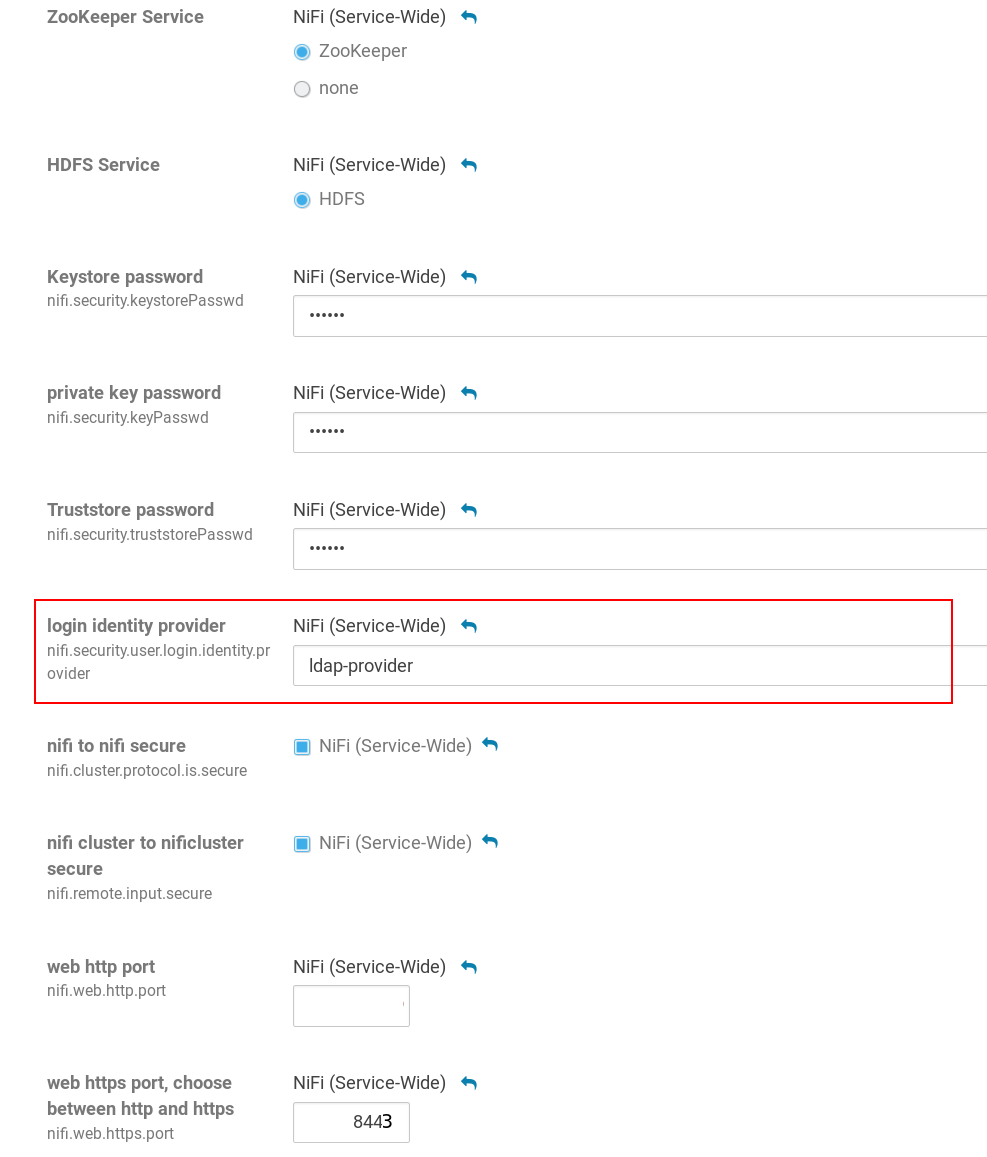 ZooKeeper Service NiFi (Service-Wide)
ZooKeeper
none
HDFS Service NiFi (Service-Wide)
HDFS
Keystore password NiFi (Service-Wide)
nifi.security.keystorePasswd
••••••
private key password NiFi (Service-Wide)
nifi.security.keyPasswd
••••••
Truststore password NiFi (Service-Wide)
nifi.security.truststorePasswd
••••••
login identity provider NiFi (Service-Wide)
nifi.security.user.login.identity.pr
ovider
ldap-provider
nifi to nifi secure NiFi (Service-Wide)
nifi.cluster.protocol.is.secure
nifi cluster to nificluster NiFi (Service-Wide)
secure
nifi.remote.input.secure
web http port NiFi (Service-Wide)
nifi.web.http.port
web https port, choose NiFi (Service-Wide)
between http and https
8443
nifi.web.https.port